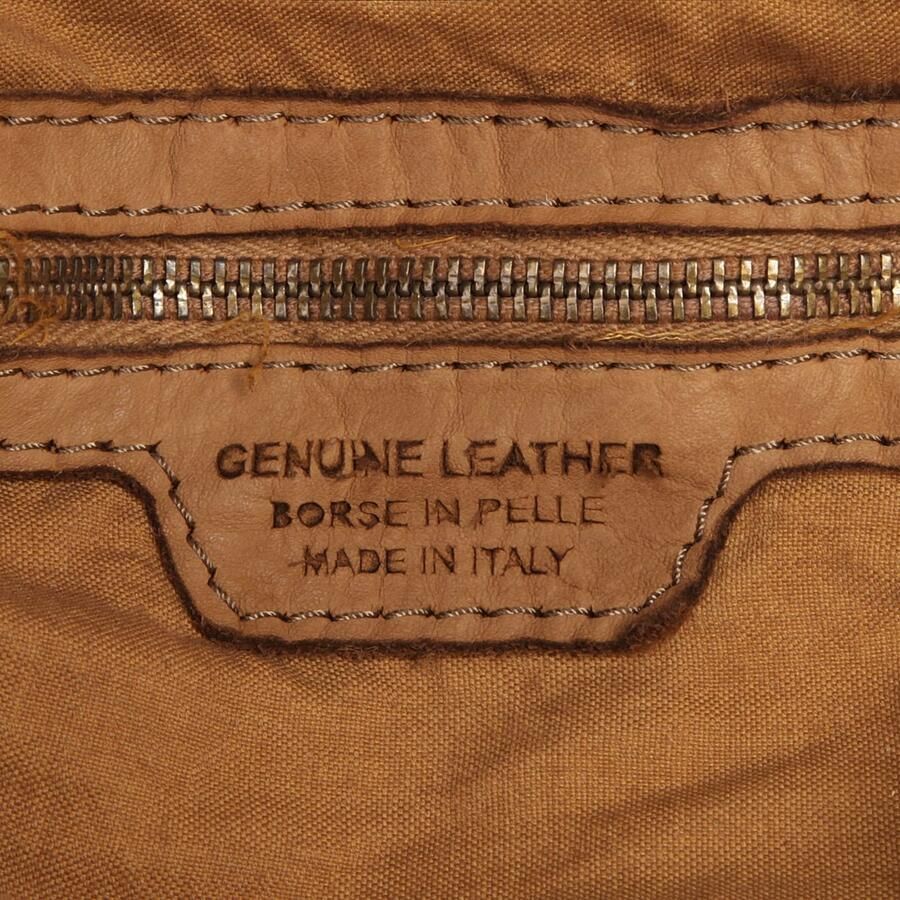 GENUINE LEATHER
BORSE IN PELLE
MADE IN ITALY